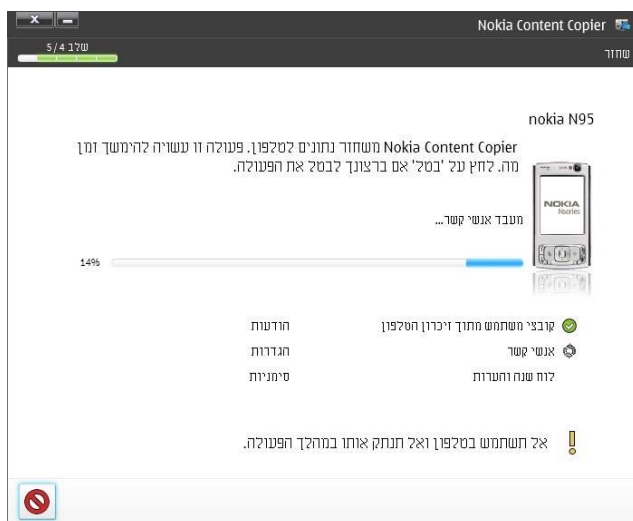 Nokia Content Copier
שלב 5/4
שחזר
nokia N95
Nokia Content Copier משחזר נתונים לטלפון. פעולה זו עשויה להימשך זמן
מה. לחץ על 'בטל' אם ברצונך לבטל את הפעולה.
NOKIA
Nseries
מעבד אנשי קשר...
14%
קובצי משתמש מתוך זיכרון הטלפון
הודעות
אנשי קשר
הגדרות
לוח שנה והערות
סימניות
אל תשתמש בטלפון ואל תנתק אותו במהלך הפעולה.